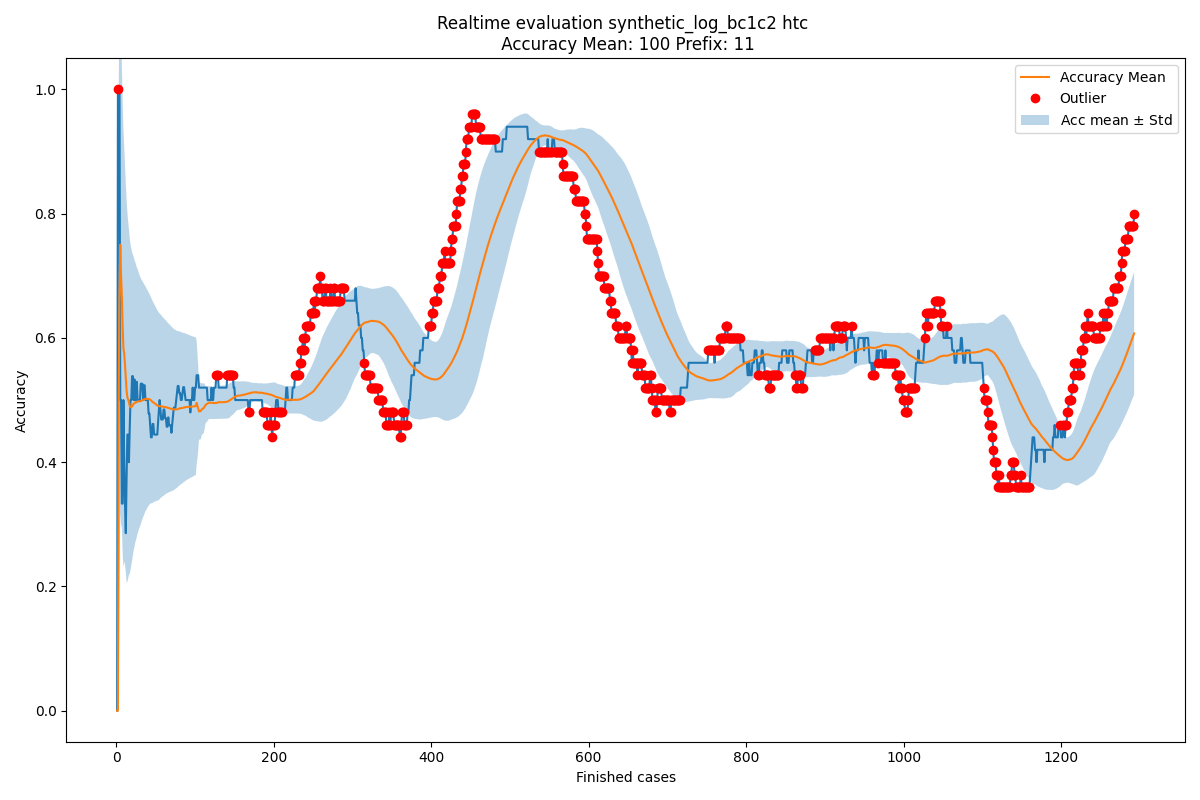 Realtime evaluation synthetic_log_bc1c2 htc
Accuracy Mean: 100 Prefix: 11
Accuracy Mean
Outlier
Acc mean ± Std
Accuracy
1.0
0.8
0.6
0.4
0.2
0.0
0
200
400
600
800
1000
1200
Finished cases